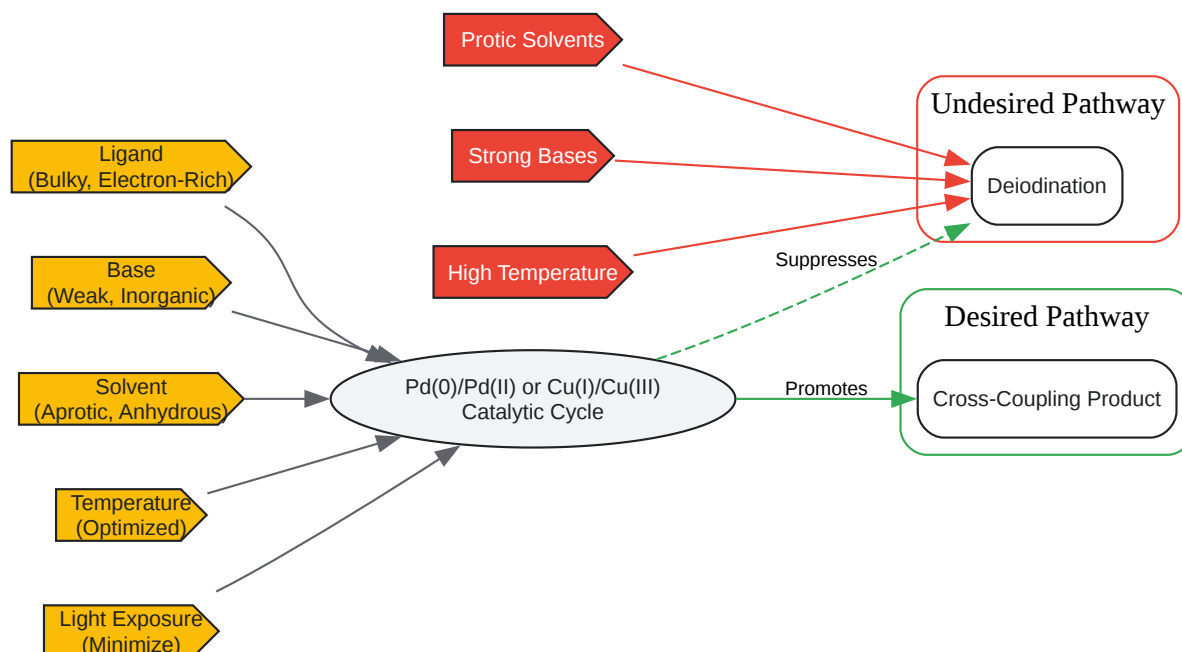 Protic Solvents
Strong Bases
High Temperature
Undesired Pathway
Deiodination
Ligand
(Bulky, Electron-Rich)
Base
(Weak, Inorganic)
Solvent
(Aprotic, Anhydrous)
Temperature
(Optimized)
Light Exposure
(Minimize)
Pd(0)/Pd(II) or Cu(I)/Cu(III)
Catalytic Cycle
Suppresses
Promotes
Desired Pathway
Cross-Coupling Product